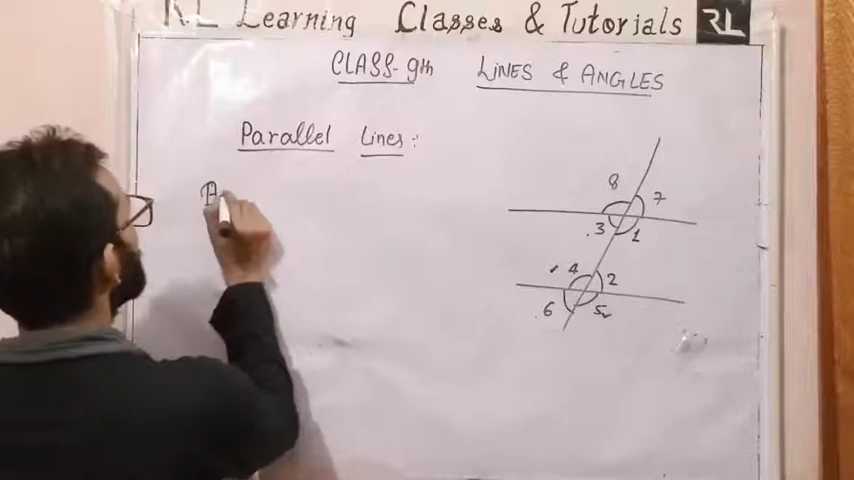 RL Learning Classes & Tutorials RL
CLASS-9th LINES & ANGLES
Parallel Lines :
8
7
3
1
4
2
6
5